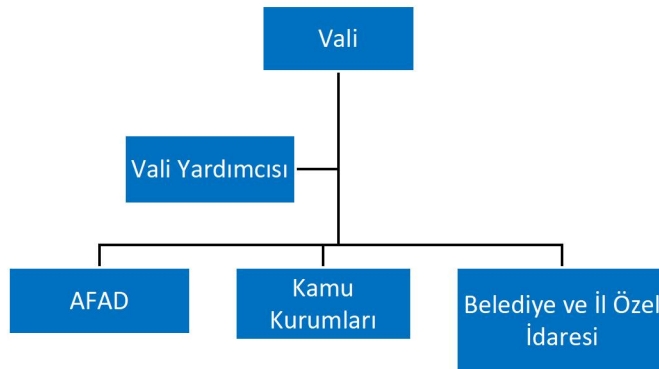 Vali
Vali Yardımcısı
AFAD
Kamu
Kurumları
Belediye ve İl Özel
İdaresi